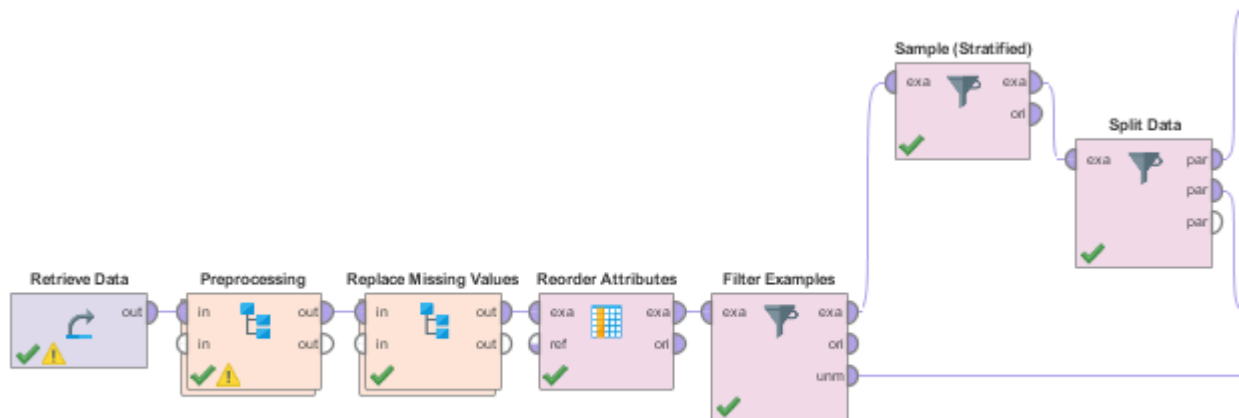 Sample (Stratified)
exa exa
ori
Split Data
exa par
par
par
Retrieve Data
out
Preprocessing
in out
in out
Replace Missing Values
in out
in out
Reorder Attributes
exa exa
ref ori
Filter Examples
exa exa
ori
unm